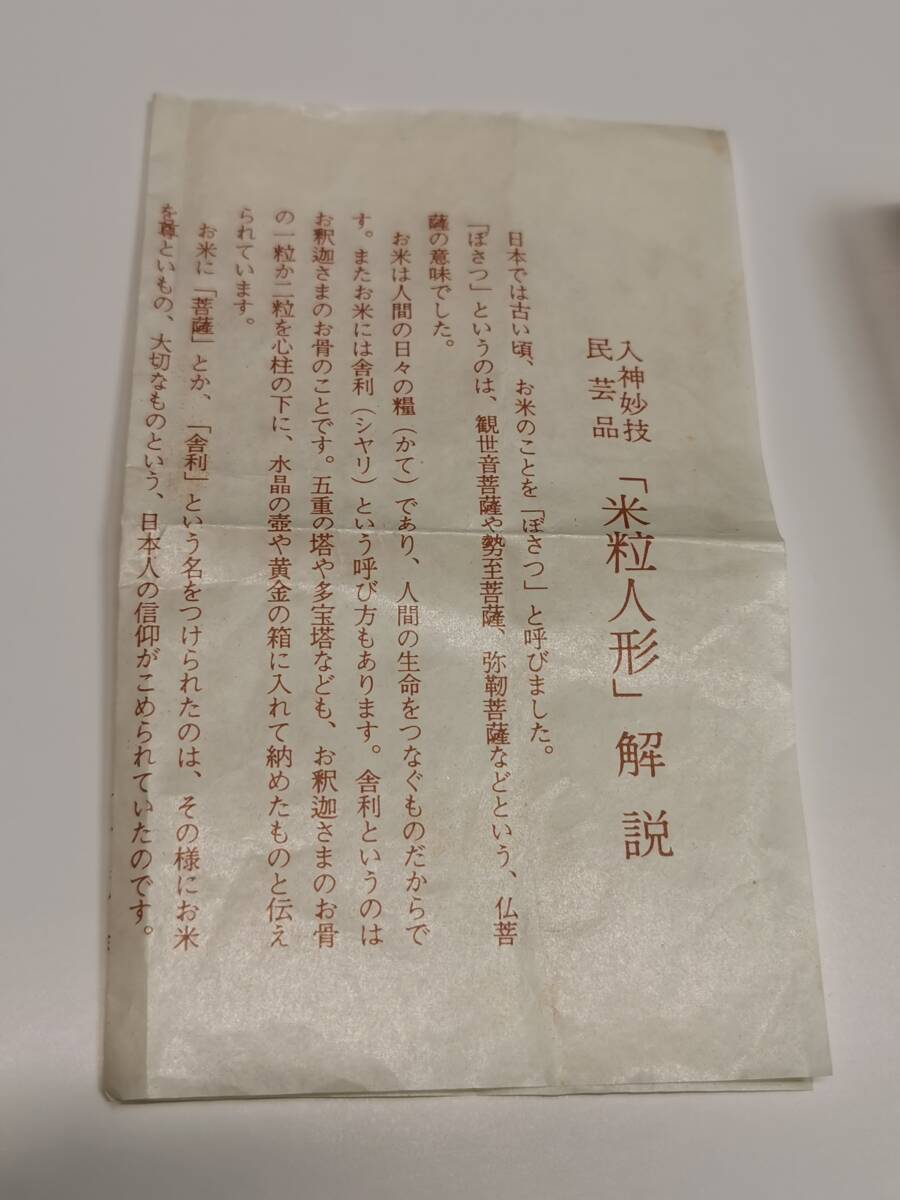 入神妙技
民芸品
「米粒人形」解説
日本では古い頃、お米のことを「ぼさつ」と呼びました。
「ぼさつ」というのは、観世音菩薩や勢至菩薩、弥勒菩薩などという、仏菩
薩の意味でした。
お米は人間の日々の糧（かて）であり、人間の生命をつなぐものだからで
す。またお米には舎利（シヤリ）という呼び方もあります。舎利というのは
お釈迦さまのお骨のことです。五重の塔や多宝塔なども、お釈迦さまのお骨
の一粒か二粒を心柱の下に、水晶の壺や黄金の箱に入れて納めたものと伝え
られています。
お米に「菩薩」とか、「舎利」という名をつけられたのは、その様にお米
を尊といもの、大切なものという、日本人の信仰がこめられていたのです。